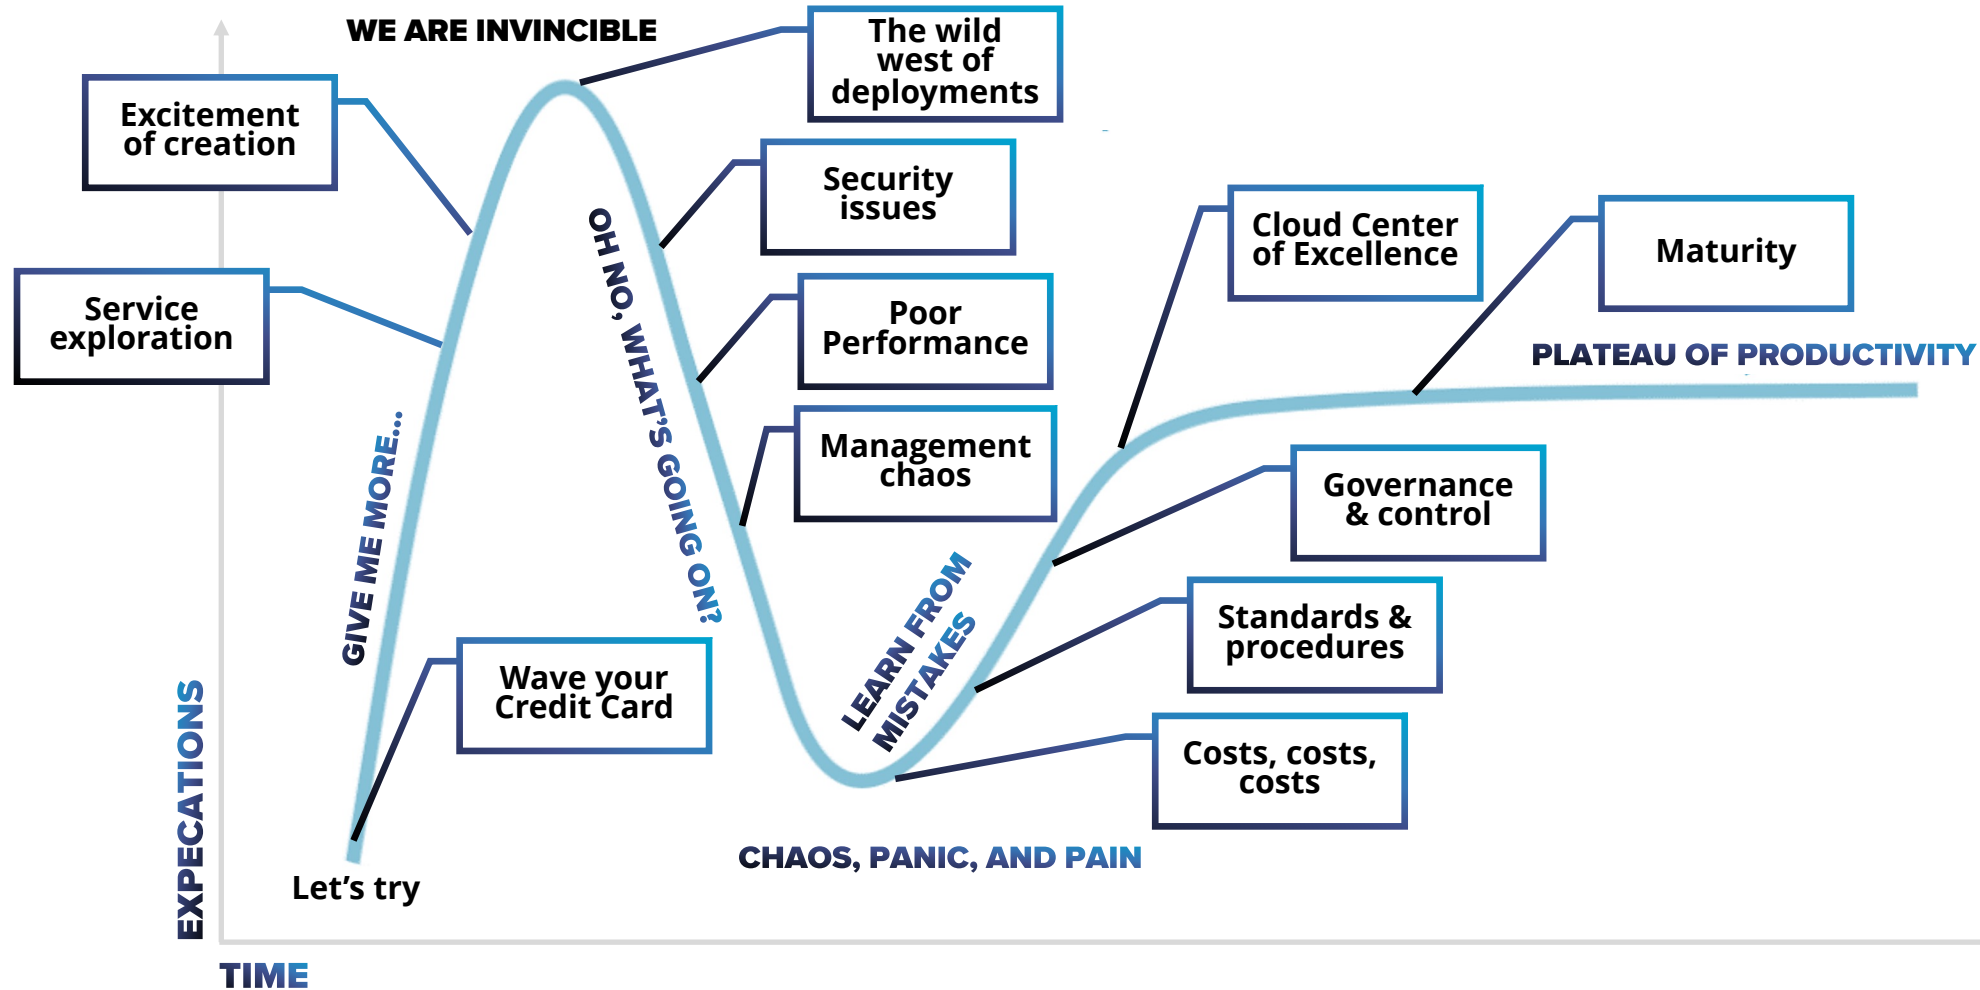 WE ARE INVINCIBLE
The wild
west of
deployments
Excitement
of creation
Security
issues
Cloud Center
of Excellence
Maturity
Service
exploration
OH NO, WHAT'S GOING ON?
Poor
Performance
PLATEAU OF PRODUCTIVITY
GIVE ME MORE...
Management
chaos
Governance
& control
LEARN FROM
MISTAKES
Standards &
procedures
Wave your
Credit Card
Costs, costs,
costs
EXPECATIONS
CHAOS, PANIC, AND PAIN
Let’s try
TIME